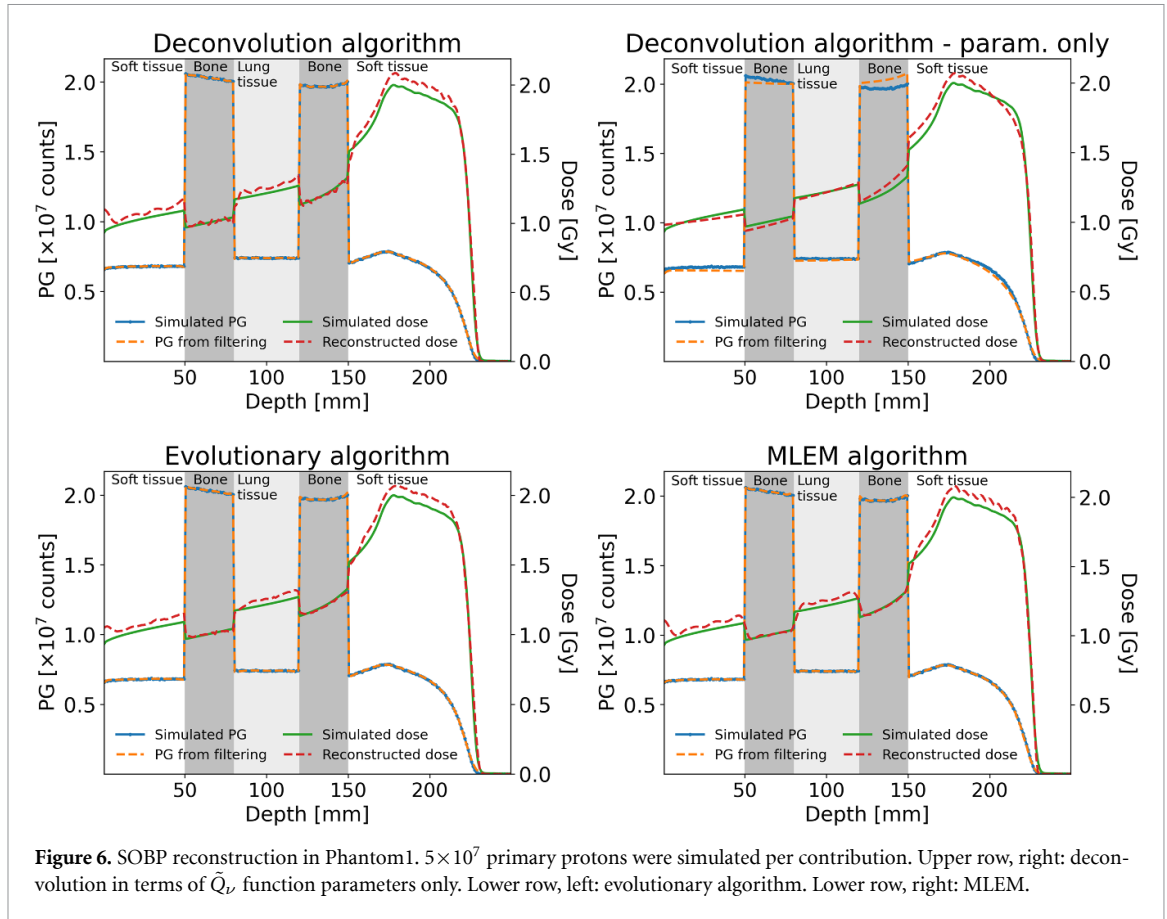 Deconvolution algorithm
Soft tissue Bone Lung tissue Bone Soft tissue
2.0
1.5
1.0
0.5
PG [×10⁷ counts]
2.0
1.5
1.0
0.5
0.0
Dose [Gy]
Simulated PG
PG from filtering
Simulated dose
Reconstructed dose
50 100 150 200
Depth [mm]
Deconvolution algorithm - param. only
Soft tissue Bone Lung tissue Bone Soft tissue
2.0
1.5
1.0
0.5
PG [×10⁷ counts]
2.0
1.5
1.0
0.5
0.0
Dose [Gy]
Simulated PG
PG from filtering
Simulated dose
Reconstructed dose
50 100 150 200
Depth [mm]
Evolutionary algorithm
Soft tissue Bone Lung tissue Bone Soft tissue
2.0
1.5
1.0
0.5
PG [×10⁷ counts]
2.0
1.5
1.0
0.5
0.0
Dose [Gy]
Simulated PG
PG from filtering
Simulated dose
Reconstructed dose
50 100 150 200
Depth [mm]
MLEM algorithm
Soft tissue Bone Lung tissue Bone Soft tissue
2.0
1.5
1.0
0.5
PG [×10⁷ counts]
2.0
1.5
1.0
0.5
Dose [Gy]
Simulated PG
PG from filtering
Simulated dose
Reconstructed dose
50 100 150 200
Depth [mm]
Figure 6. SOBP reconstruction in Phantom1. 5×10⁷ primary protons were simulated per contribution. Upper row, right: decon-
volution in terms of Q̃ᵥ function parameters only. Lower row, left: evolutionary algorithm. Lower row, right: MLEM.